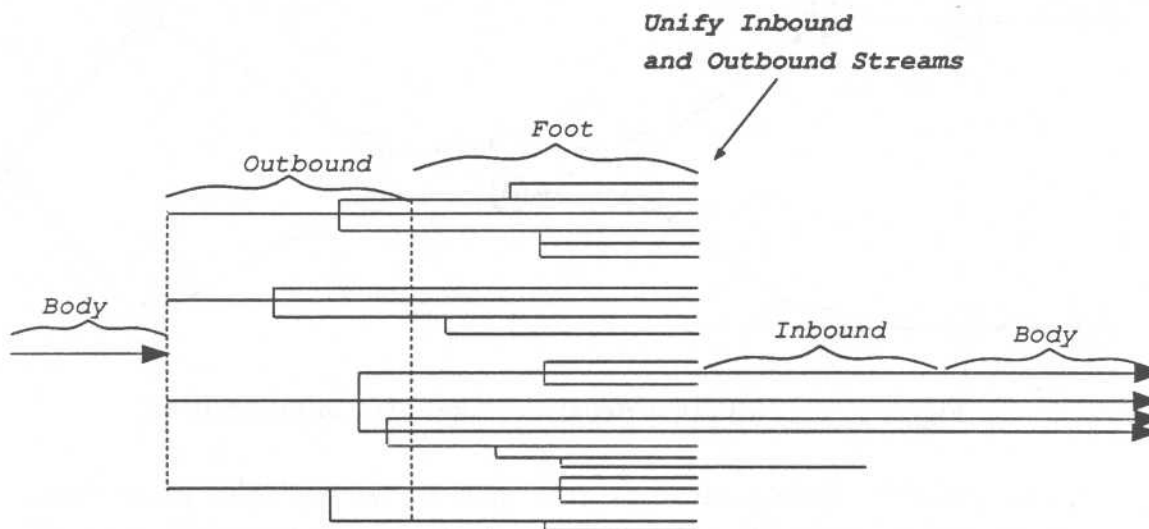 Unify Inbound
and Outbound Streams
Foot
Outbound
Body
Inbound
Body